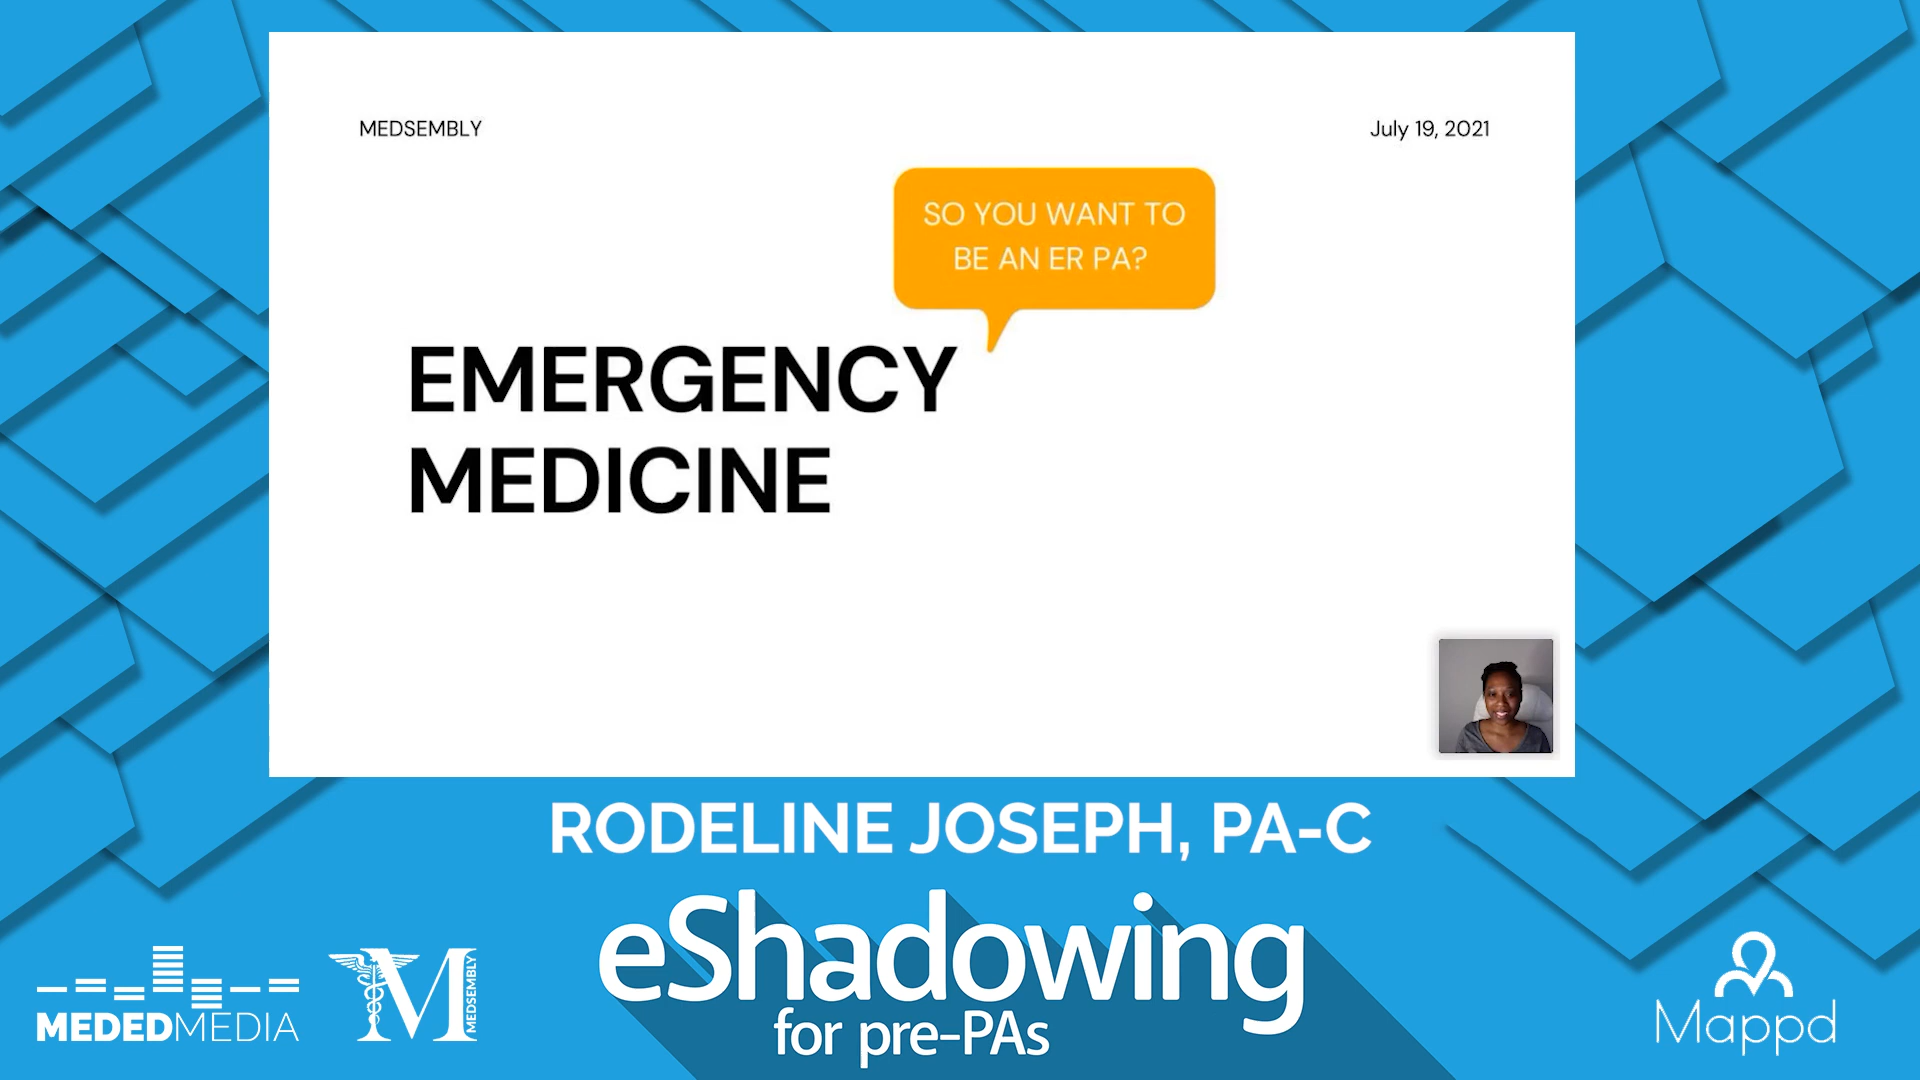 MEDSEMBLY
July 19, 2021
SO YOU WANT TO
BE AN ER PA?
EMERGENCY
MEDICINE
RODELINE JOSEPH, PA-C
eShadowing
for pre-PAs
MEDEDMEDIA
M
MEDSEMBLY
Mappd